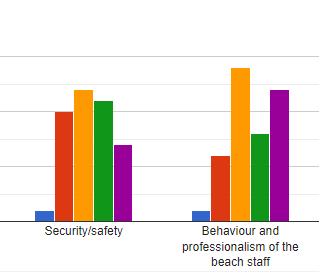 Security/safety
Behaviour and
professionalism of the
beach staff